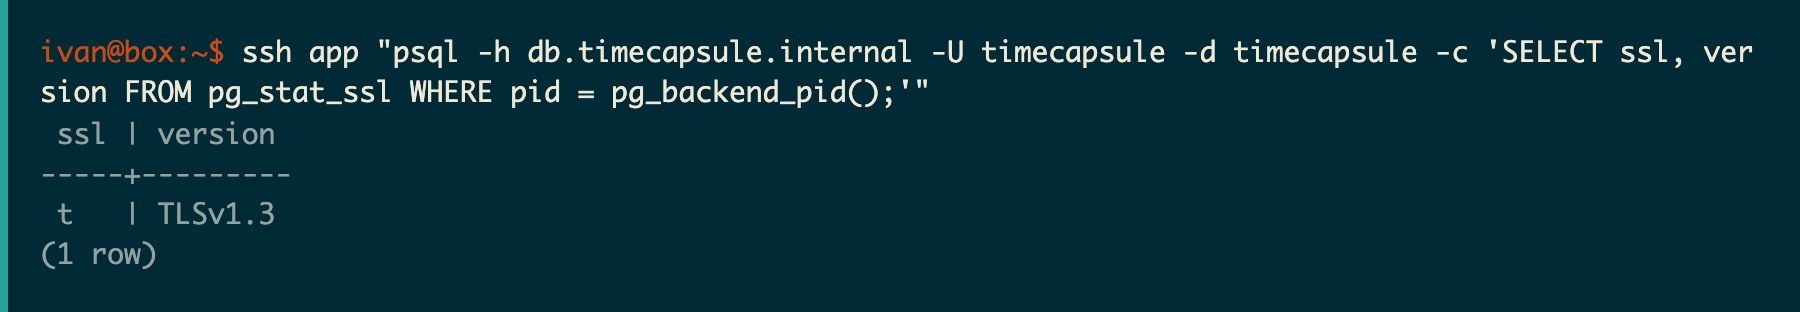 ivan@box:~$ ssh app "psql -h db.timecapsule.internal -U timecapsule -d timecapsule -c 'SELECT ssl, ver
sion FROM pg_stat_ssl WHERE pid = pg_backend_pid();'"
 ssl | version
-----+---------
 t   | TLSv1.3
(1 row)